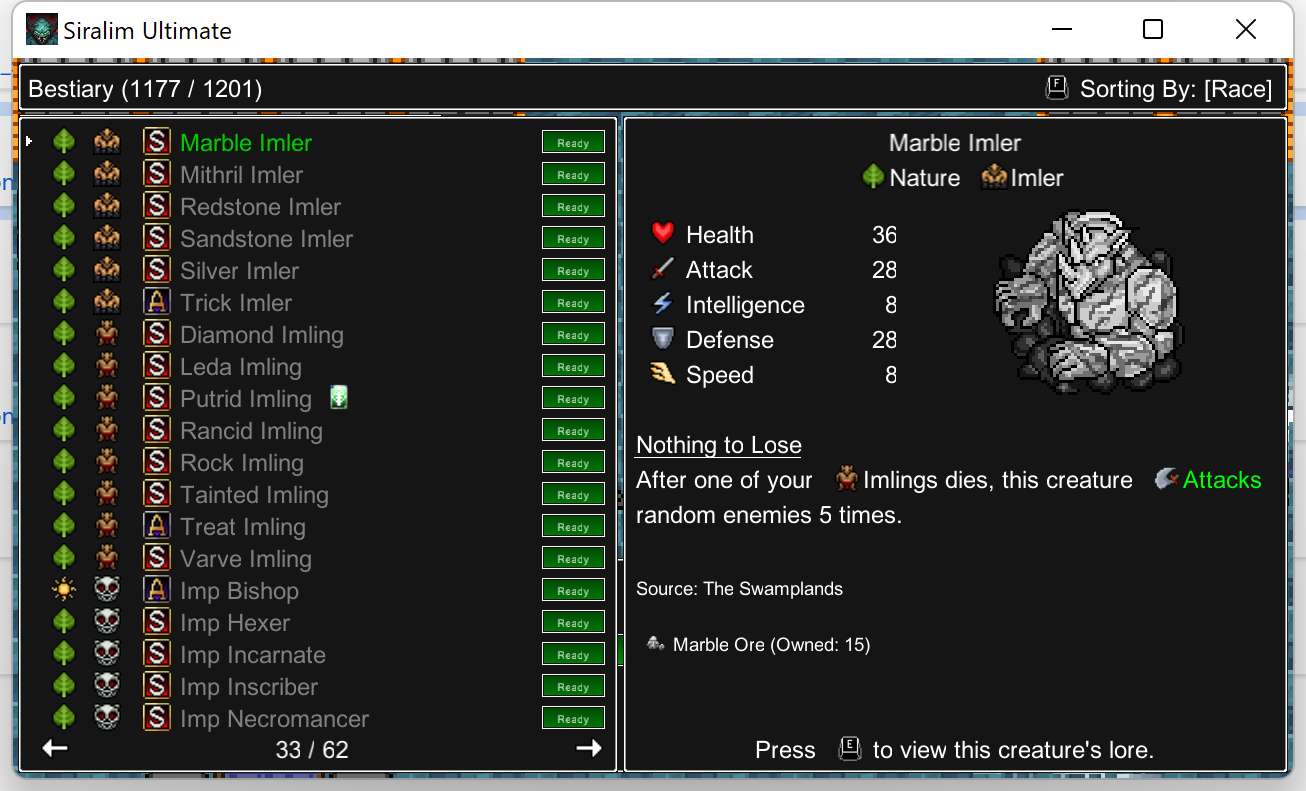 Siralim Ultimate
Bestiary (1177 / 1201)
F Sorting By: [Race]
S Marble Imler Ready
S Mithril Imler Ready
S Redstone Imler Ready
S Sandstone Imler Ready
S Silver Imler Ready
A Trick Imler Ready
S Diamond Imling Ready
S Leda Imling Ready
S Putrid Imling Ready
S Rancid Imling Ready
S Rock Imling Ready
S Tainted Imling Ready
A Treat Imling Ready
S Varve Imling Ready
A Imp Bishop Ready
S Imp Hexer Ready
S Imp Incarnate Ready
S Imp Inscriber Ready
S Imp Necromancer Ready
33 / 62
Marble Imler
Nature Imler
Health 36
Attack 28
Intelligence 8
Defense 28
Speed 8
Nothing to Lose
After one of your Imlings dies, this creature Attacks
random enemies 5 times.
Source: The Swamplands
Marble Ore (Owned: 15)
Press E to view this creature's lore.